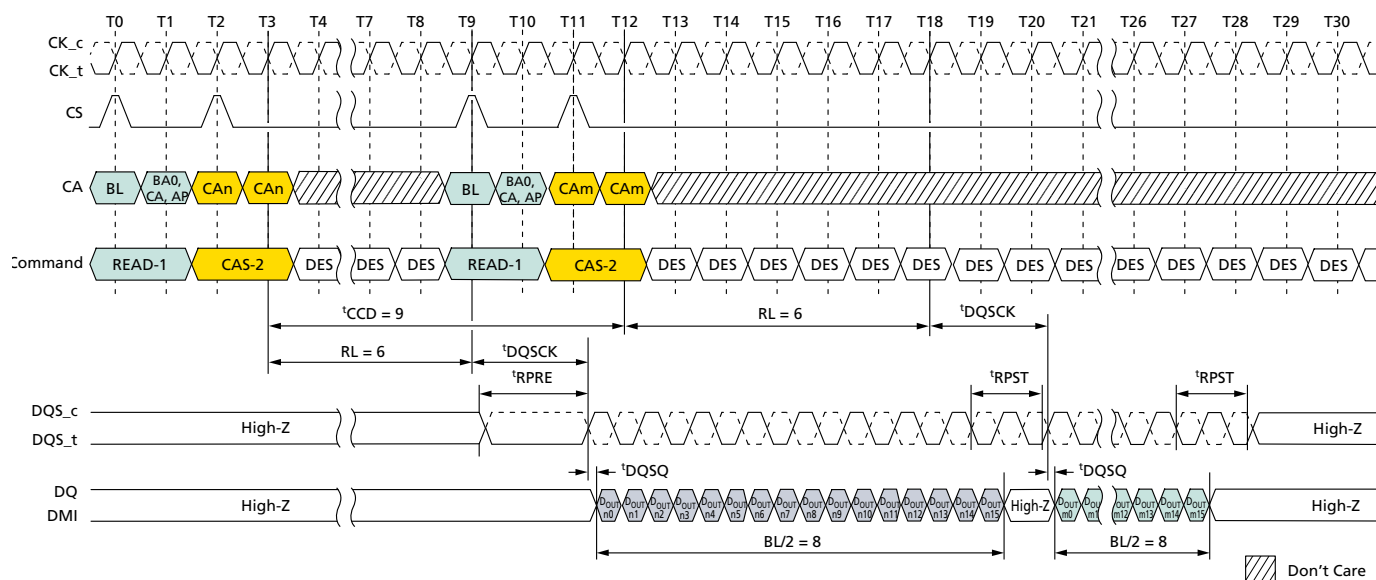 T0 T1 T2 T3 T4 T7 T8 T9 T10 T11 T12 T13 T14 T15 T16 T17 T18 T19 T20 T21 T26 T27 T28 T29 T30
CK_c
CK_t
CS
CA BL BA0, CA, AP CAn CAn BL BA0, CA, AP CAm CAm
Command READ-1 CAS-2 DES DES DES READ-1 CAS-2 DES DES DES DES DES DES DES DES DES DES DES DES DES DES
tCCD = 9 RL = 6 tDQSCK
RL = 6 tDQSCK
tRPRE tRPST tRPST
DQS_c
DQS_t High-Z High-Z
tDQSQ tDQSQ
DQ
DMI High-Z DOUT n0 DOUT n1 DOUT n2 DOUT n3 DOUT n4 DOUT n5 DOUT n6 DOUT n7 DOUT n8 DOUT n9 DOUT n10 DOUT n11 DOUT n12 DOUT n13 DOUT n14 DOUT n15 High-Z DOUT m0 DOUT m1 DOUT m12 DOUT m13 DOUT m14 DOUT m15 High-Z
BL/2 = 8 BL/2 = 8
Don't Care